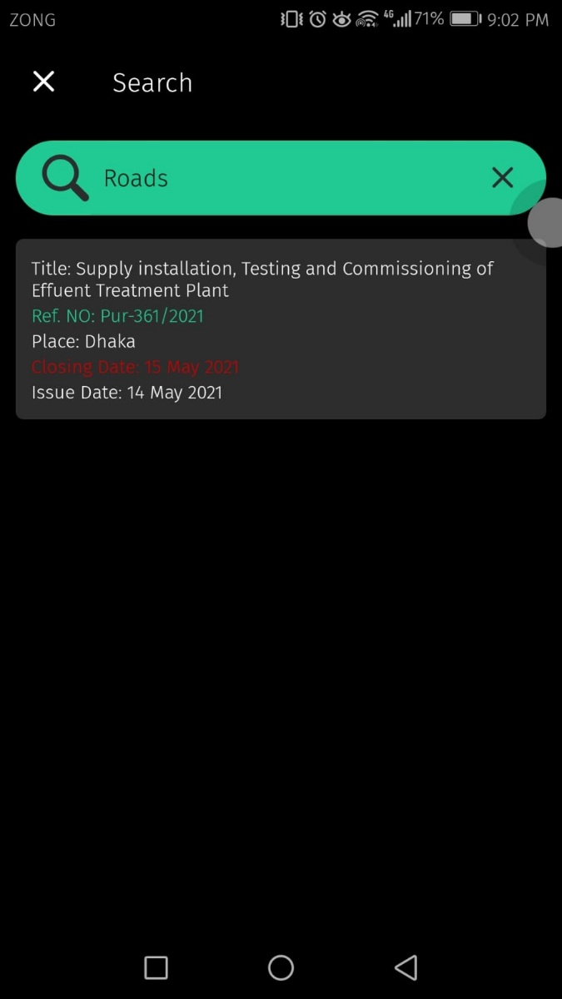 ZONG
4G 71% 9:02 PM
Search
Roads
Title: Supply installation, Testing and Commissioning of
Effuent Treatment Plant
Ref. NO: Pur-361/2021
Place: Dhaka
Closing Date: 15 May 2021
Issue Date: 14 May 2021